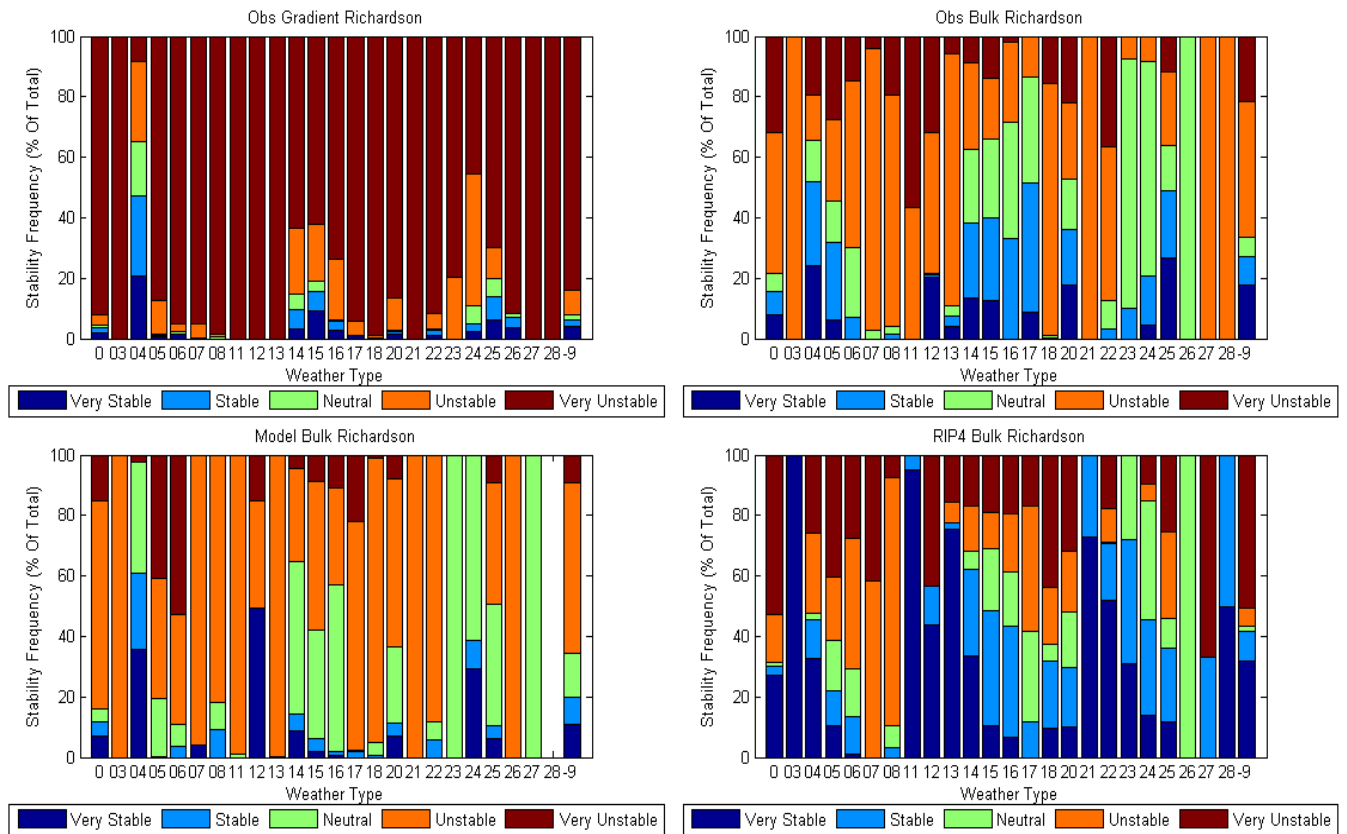 Obs Gradient Richardson
Obs Bulk Richardson
Stability Frequency (% Of Total)
100
80
60
40
20
0
0 03 04 05 06 07 08 11 12 13 14 15 16 17 18 20 21 22 23 24 25 26 27 28 -9
Weather Type
Very Stable Stable Neutral Unstable Very Unstable
Stability Frequency (% Of Total)
100
80
60
40
20
0
0 03 04 05 06 07 08 11 12 13 14 15 16 17 18 20 21 22 23 24 25 26 27 28 -9
Weather Type
Very Stable Stable Neutral Unstable Very Unstable
Model Bulk Richardson
RIP4 Bulk Richardson
Stability Frequency (% Of Total)
100
80
60
40
20
0
0 03 04 05 06 07 08 11 12 13 14 15 16 17 18 20 21 22 23 24 25 26 27 28 -9
Weather Type
Very Stable Stable Neutral Unstable Very Unstable
Stability Frequency (% Of Total)
100
80
60
40
20
0
0 03 04 05 06 07 08 11 12 13 14 15 16 17 18 20 21 22 23 24 25 26 27 28 -9
Weather Type
Very Stable Stable Neutral Unstable Very Unstable